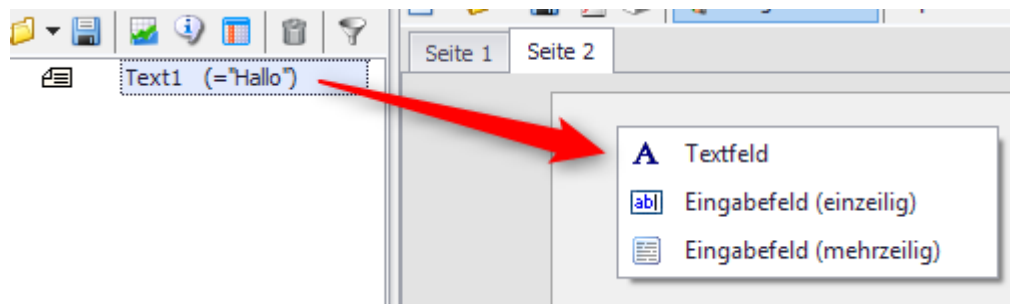 Seite 1
Seite 2
Text1 (="Hallo")
Textfeld
Eingabefeld (einzeilig)
Eingabefeld (mehrzeilig)